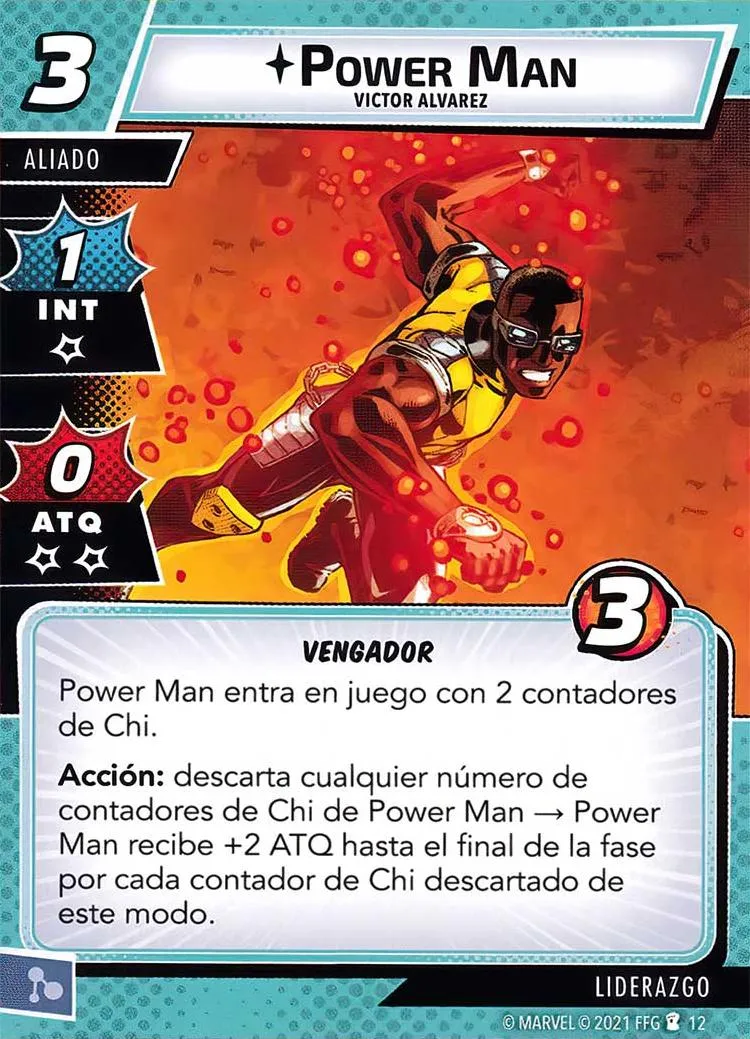 3
POWER MAN
VICTOR ALVAREZ
ALIADO
1
INT
0
ATQ
3
VENGADOR
Power Man entra en juego con 2 contadores
de Chi.
Acción: descarta cualquier número de
contadores de Chi de Power Man → Power
Man recibe +2 ATQ hasta el final de la fase
por cada contador de Chi descartado de
este modo.
LIDERAZGO
© MARVEL © 2021 FFG 12